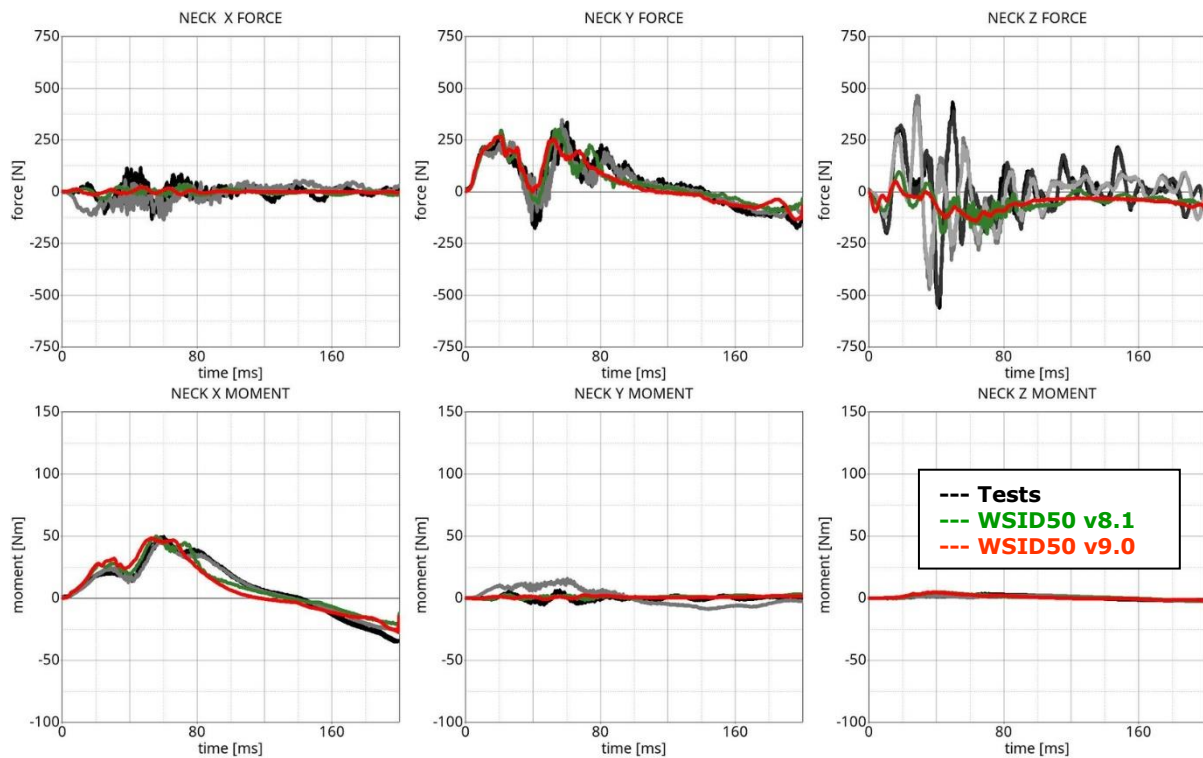 NECK X FORCE
750
500
250
0
-250
-500
-750
force [N]
0
80
160
time [ms]
NECK Y FORCE
750
500
250
0
-250
-500
-750
force [N]
0
80
160
time [ms]
NECK Z FORCE
750
500
250
0
-250
-500
-750
force [N]
0
80
160
time [ms]
NECK X MOMENT
150
100
50
0
-50
-100
moment [Nm]
0
80
160
time [ms]
NECK Y MOMENT
150
100
50
0
-50
-100
moment [Nm]
0
80
160
time [ms]
NECK Z MOMENT
150
100
50
0
-50
-100
moment [Nm]
0
80
160
time [ms]
--- Tests
--- WSID50 v8.1
--- WSID50 v9.0